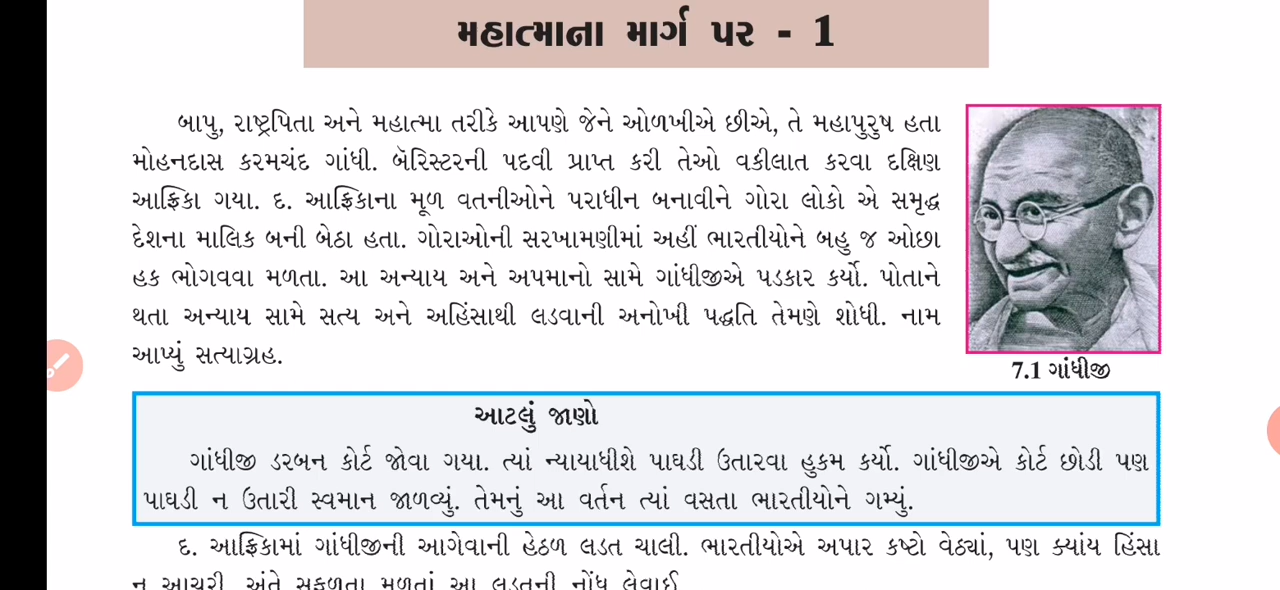 મહાત્માના માર્ગ પર - 1
બાપુ, રાષ્ટ્રપિતા અને મહાત્મા તરીકે આપણે જેને ઓળખીએ છીએ, તે મહાપુરુષ હતા
મોહનદાસ કરમચંદ ગાંધી. બૅરિસ્ટરની પદવી પ્રાપ્ત કરી તેઓ વકીલાત કરવા દક્ષિણ
આફ્રિકા ગયા. દ. આફ્રિકાના મૂળ વતનીઓને પરાધીન બનાવીને ગોરા લોકો એ સમૃદ્ધ
દેશના માલિક બની બેઠા હતા. ગોરાઓની સરખામણીમાં અહીં ભારતીયોને બહુ જ ઓછા
હક ભોગવવા મળતા. આ અન્યાય અને અપમાનો સામે ગાંધીજીએ પડકાર કર્યો. પોતાને
થતા અન્યાય સામે સત્ય અને અહિંસાથી લડવાની અનોખી પદ્ધતિ તેમણે શોધી. નામ
આપ્યું સત્યાગ્રહ.
7.1 ગાંધીજી
આટલું જાણો
ગાંધીજી ડરબન કોર્ટ જોવા ગયા. ત્યાં ન્યાયાધીશે પાઘડી ઉતારવા હુકમ કર્યો. ગાંધીજીએ કોર્ટ છોડી પણ
પાઘડી ન ઉતારી સ્વમાન જાળવ્યું. તેમનું આ વર્તન ત્યાં વસતા ભારતીયોને ગમ્યું.
દ. આફ્રિકામાં ગાંધીજીની આગેવાની હેઠળ લડત ચાલી. ભારતીયોએ અપાર કષ્ટો વેઠ્યાં, પણ ક્યાંય હિંસા
ન આચરી. અંતે સફળતા મળતાં આ લડતની નોંધ લેવાઈ